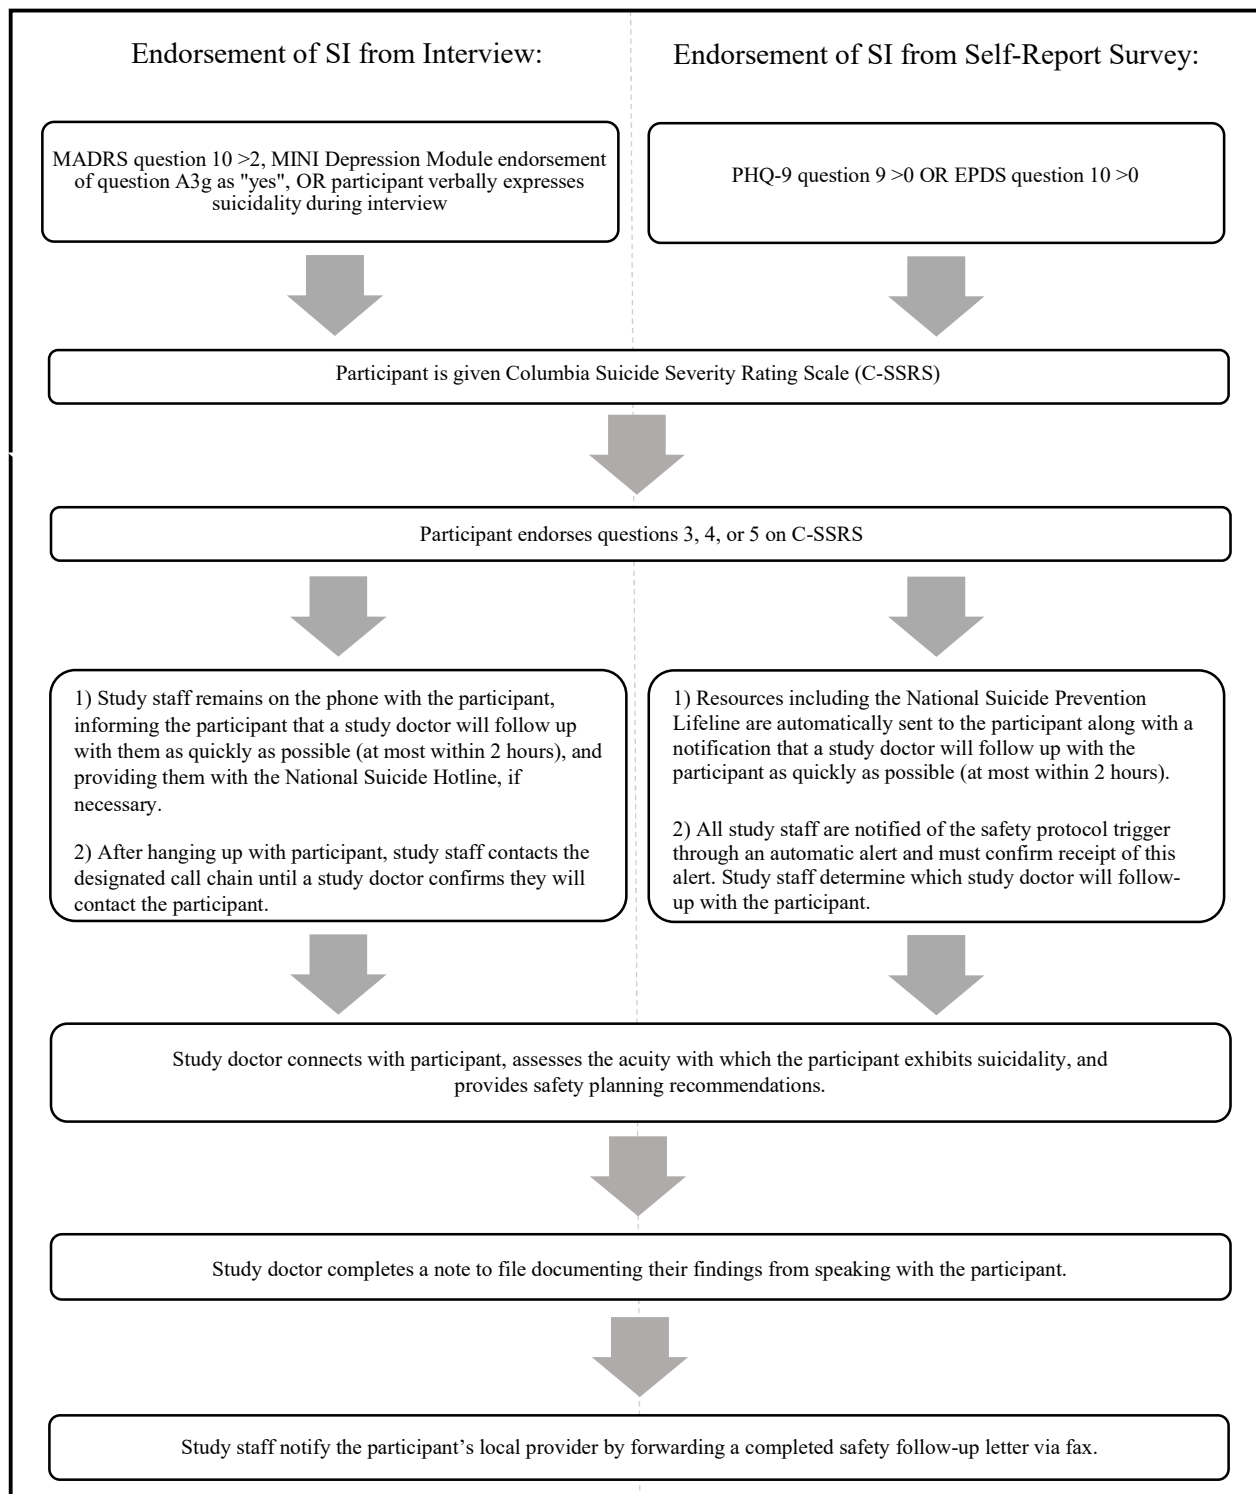 Endorsement of SI from Interview:
Endorsement of SI from Self-Report Survey:
MADRS question 10 >2, MINI Depression Module endorsement
of question A3g as "yes", OR participant verbally expresses
suicidality during interview
PHQ-9 question 9 >0 OR EPDS question 10 >0
Participant is given Columbia Suicide Severity Rating Scale (C-SSRS)
Participant endorses questions 3, 4, or 5 on C-SSRS
1) Study staff remains on the phone with the participant,
informing the participant that a study doctor will follow up
with them as quickly as possible (at most within 2 hours), and
providing them with the National Suicide Hotline, if
necessary.
2) After hanging up with participant, study staff contacts the
designated call chain until a study doctor confirms they will
contact the participant.
1) Resources including the National Suicide Prevention
Lifeline are automatically sent to the participant along with a
notification that a study doctor will follow up with the
participant as quickly as possible (at most within 2 hours).
2) All study staff are notified of the safety protocol trigger
through an automatic alert and must confirm receipt of this
alert. Study staff determine which study doctor will follow-
up with the participant.
Study doctor connects with participant, assesses the acuity with which the participant exhibits suicidality, and
provides safety planning recommendations.
Study doctor completes a note to file documenting their findings from speaking with the participant.
Study staff notify the participant’s local provider by forwarding a completed safety follow-up letter via fax.